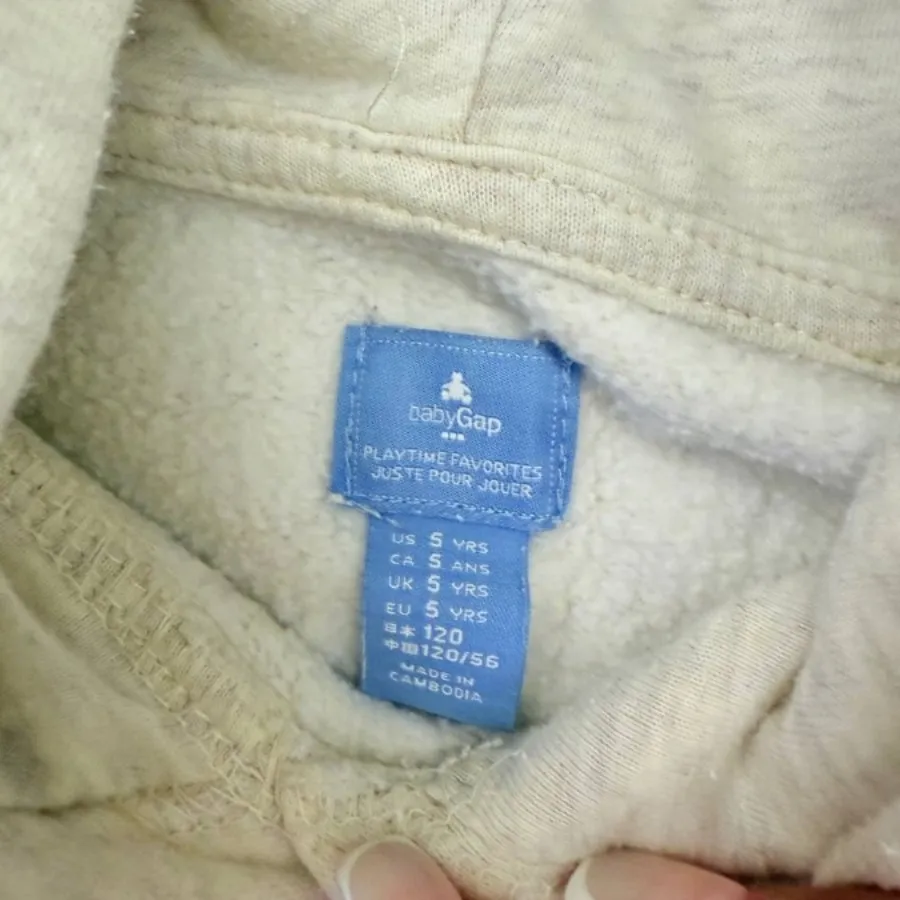 babyGap
PLAYTIME FAVORITES
JUSTE POUR JOUER
US 5 YRS
CA 5 ANS
UK 5 YRS
EU 5 YRS
日本 120
中国 120/56
MADE IN
CAMBODIA